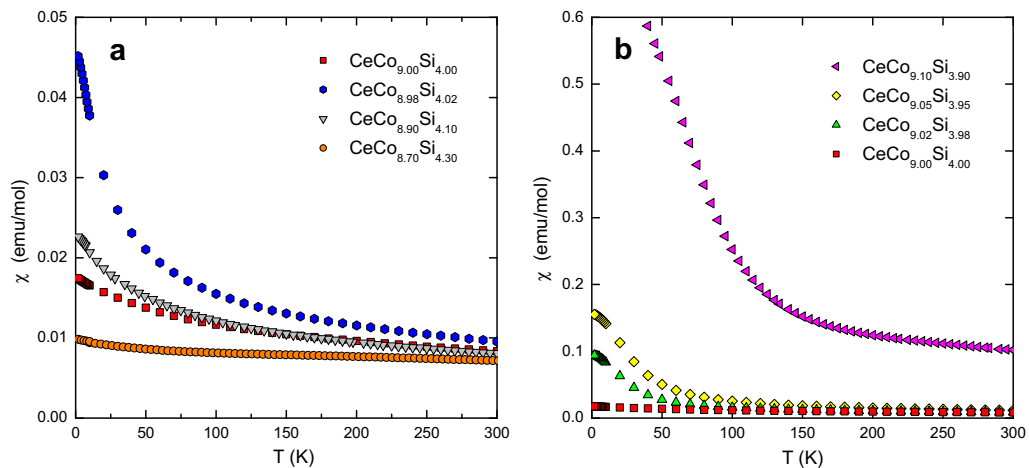 a
CeCo₉.₀₀Si₄.₀₀
CeCo₈.₉₈Si₄.₀₂
CeCo₈.₉₀Si₄.₁₀
CeCo₈.₇₀Si₄.₃₀
0.05
0.04
0.03
0.02
0.01
0.00
χ (emu/mol)
0 50 100 150 200 250 300
T (K)
b
CeCo₉.₁₀Si₃.₉₀
CeCo₉.₀₅Si₃.₉₅
CeCo₉.₀₂Si₃.₉₈
CeCo₉.₀₀Si₄.₀₀
0.6
0.5
0.4
0.3
0.2
0.1
0.0
χ (emu/mol)
0 50 100 150 200 250 300
T (K)